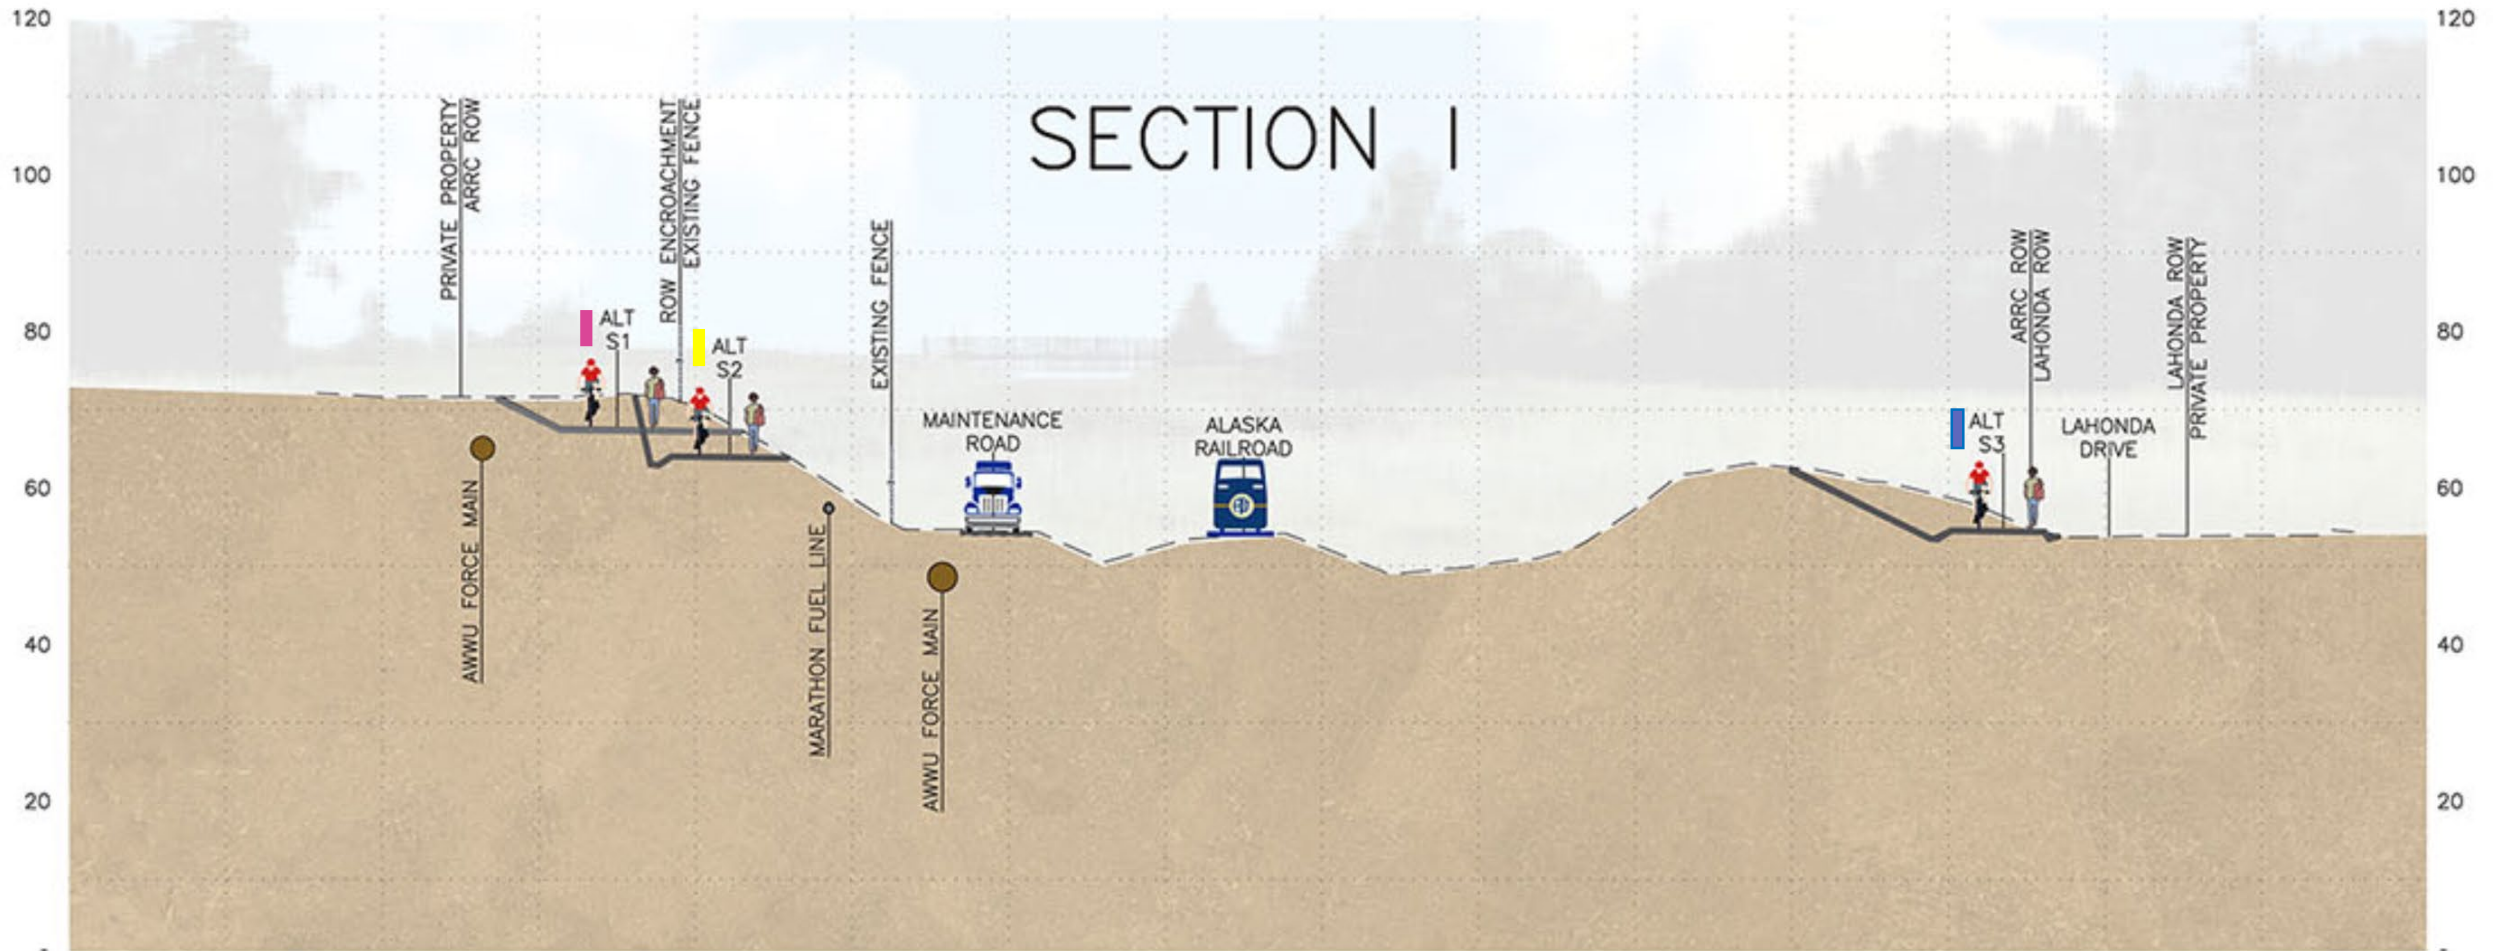 SECTION 1
120
100
80
60
40
20
120
100
80
60
40
20
PRIVATE PROPERTY
ARRC ROW
ROW ENCROACHMENT
EXISTING FENCE
ALT
S1
ALT
S2
EXISTING FENCE
MAINTENANCE
ROAD
ALASKA
RAILROAD
ALT
S3
ARRC ROW
LAHONDA ROW
LAHONDA
DRIVE
LAHONDA ROW
PRIVATE PROPERTY
AWWU FORCE MAIN
MARATHON FUEL LINE
AWWU FORCE MAIN